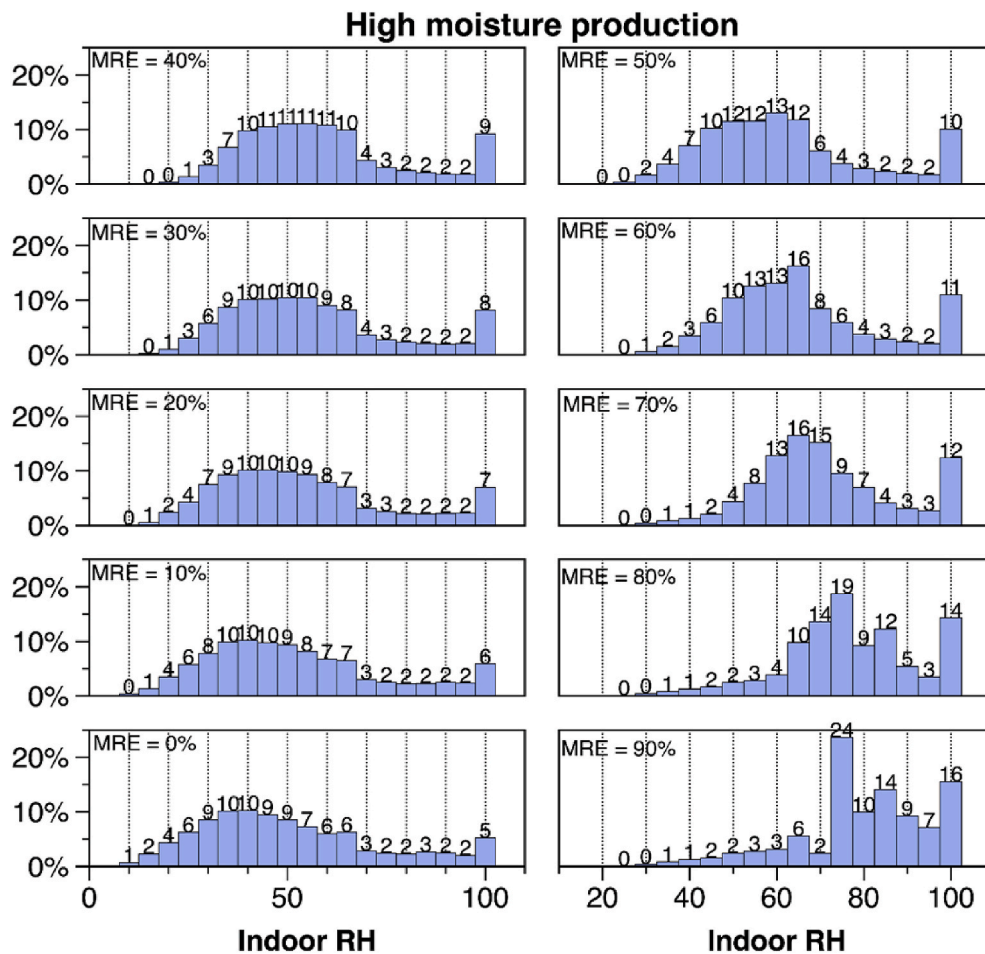 High moisture production
MRE = 40%
20%
10%
0%
0 0 1 3 7 10 11 11 11 11 10 4 3 2 2 2 2 9
MRE = 50%
0 0 2 4 7 10 12 12 13 12 6 4 3 2 2 2 10
MRE = 30%
20%
10%
0%
0 1 3 6 9 10 10 10 10 9 8 4 3 2 2 2 2 8
MRE = 60%
0 1 2 3 6 10 13 13 16 8 6 4 3 2 2 11
MRE = 20%
20%
10%
0%
0 1 2 4 7 9 10 10 10 9 8 7 3 3 2 2 2 2 7
MRE = 70%
0 0 1 1 2 4 8 13 16 15 9 7 4 3 3 12
MRE = 10%
20%
10%
0%
0 1 4 6 8 10 10 10 9 8 7 7 3 2 2 2 2 2 6
MRE = 80%
0 0 1 1 2 2 3 4 10 14 19 9 12 5 3 14
MRE = 0%
20%
10%
0%
1 2 4 6 9 10 10 9 9 7 6 6 3 2 2 3 2 2 5
MRE = 90%
0 0 1 1 2 2 3 3 6 2 24 10 14 9 7 16
0 50 100
20 40 60 80 100
Indoor RH
Indoor RH